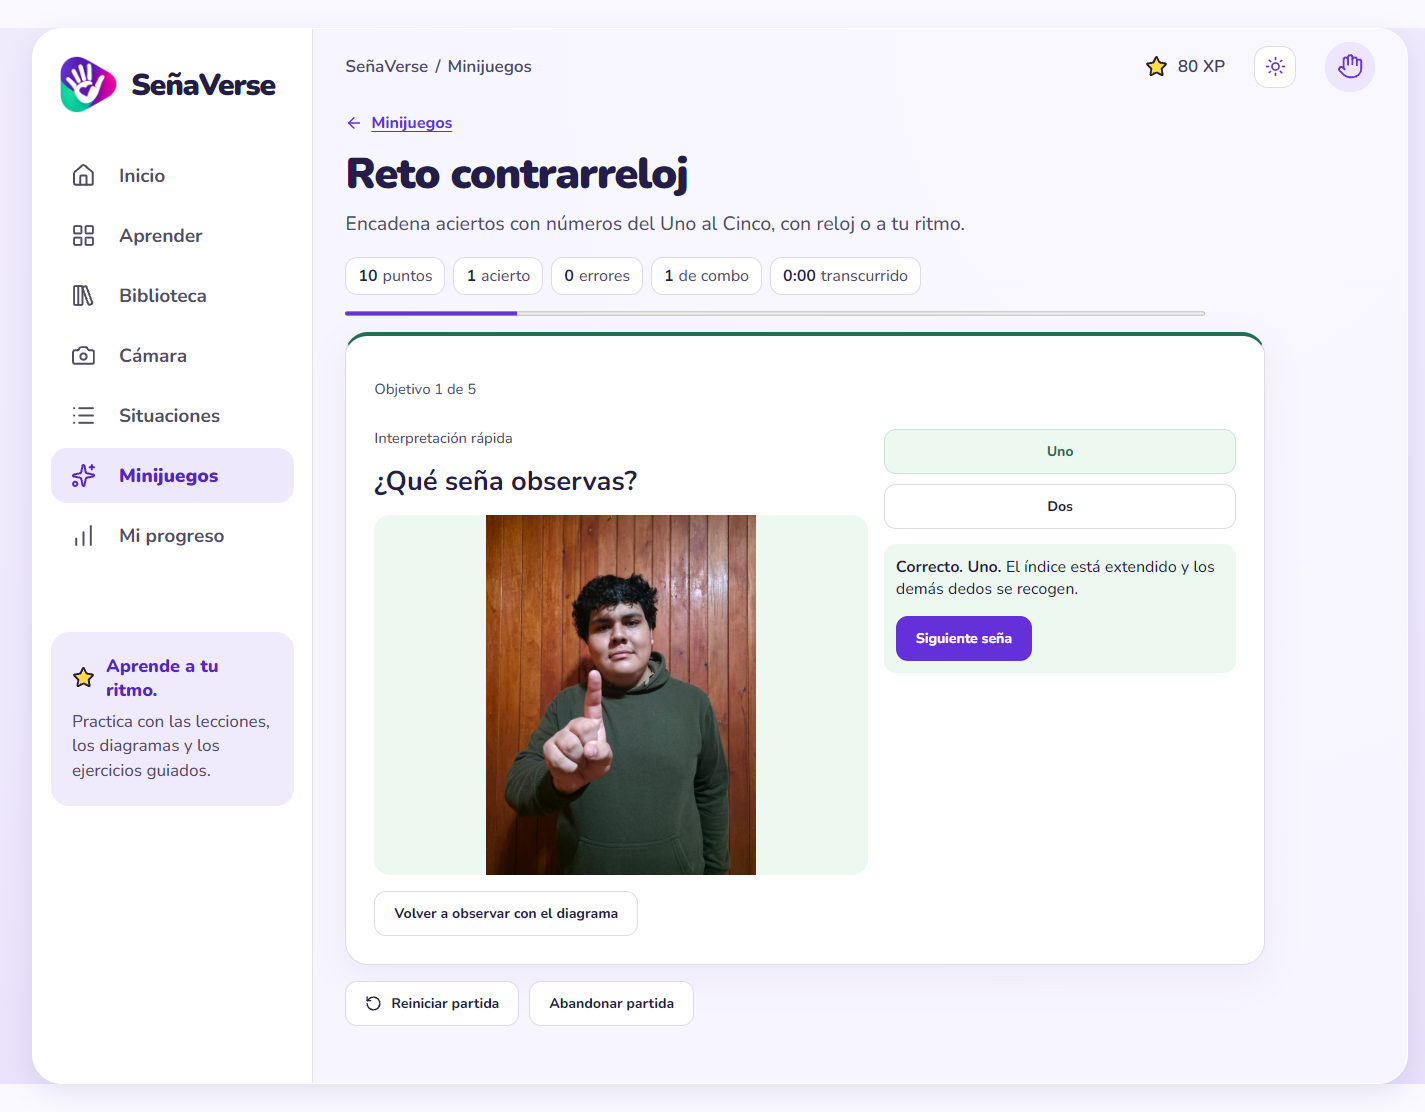 SeñaVerse
Inicio
Aprender
Biblioteca
Cámara
Situaciones
Minijuegos
Mi progreso
Aprende a tu
ritmo.
Practica con las lecciones,
los diagramas y los
ejercicios guiados.
SeñaVerse / Minijuegos
80 XP
Minijuegos
Reto contrarreloj
Encadena aciertos con números del Uno al Cinco, con reloj o a tu ritmo.
10 puntos
1 acierto
0 errores
1 de combo
0:00 transcurrido
Objetivo 1 de 5
Interpretación rápida
¿Qué seña observas?
Volver a observar con el diagrama
Uno
Dos
Correcto. Uno. El índice está extendido y los
demás dedos se recogen.
Siguiente seña
Reiniciar partida
Abandonar partida